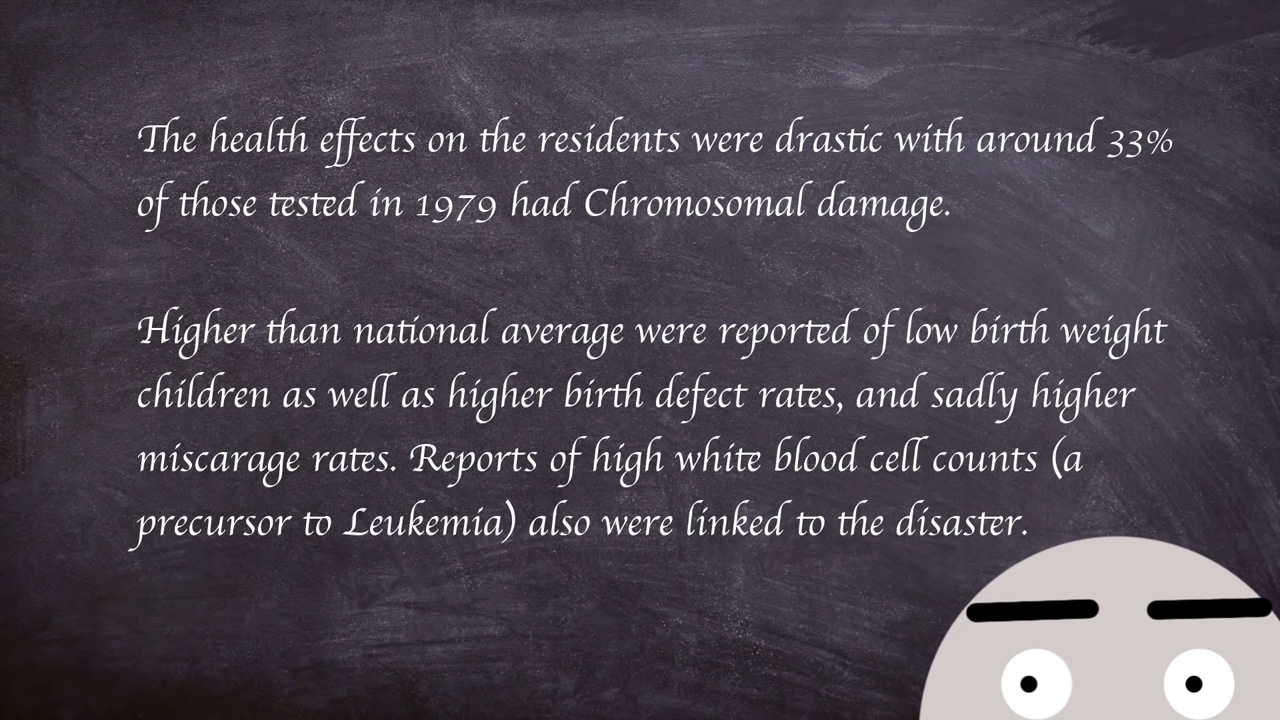 The health effects on the residents were drastic with around 33%
of those tested in 1979 had Chromosomal damage.
Higher than national average were reported of low birth weight
children as well as higher birth defect rates, and sadly higher
miscarage rates. Reports of high white blood cell counts (a
precursor to Leukemia) also were linked to the disaster.